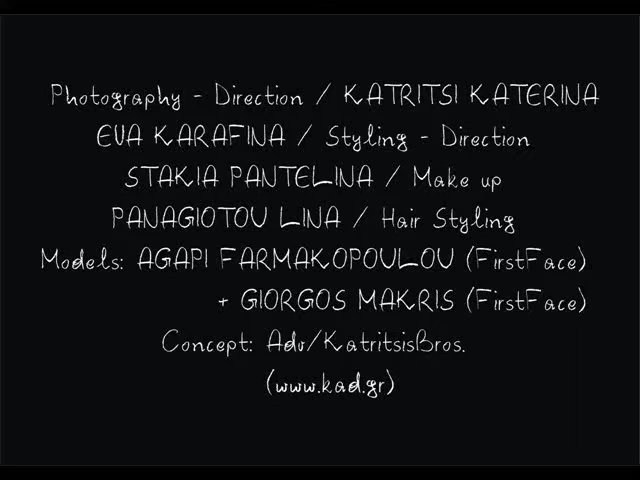 Photography - Direction / KATRITSI KATERINA
EVA KARAFINA / Styling - Direction
STAKIA PANTELINA / Make up
PANAGIOTOU LINA / Hair Styling
Models: AGAPI FARMAKOPOULOU (FirstFace)
+ GIORGOS MAKRIS (FirstFace)
Concept: Adv/KatritsisBros.
(www.kad.gr)